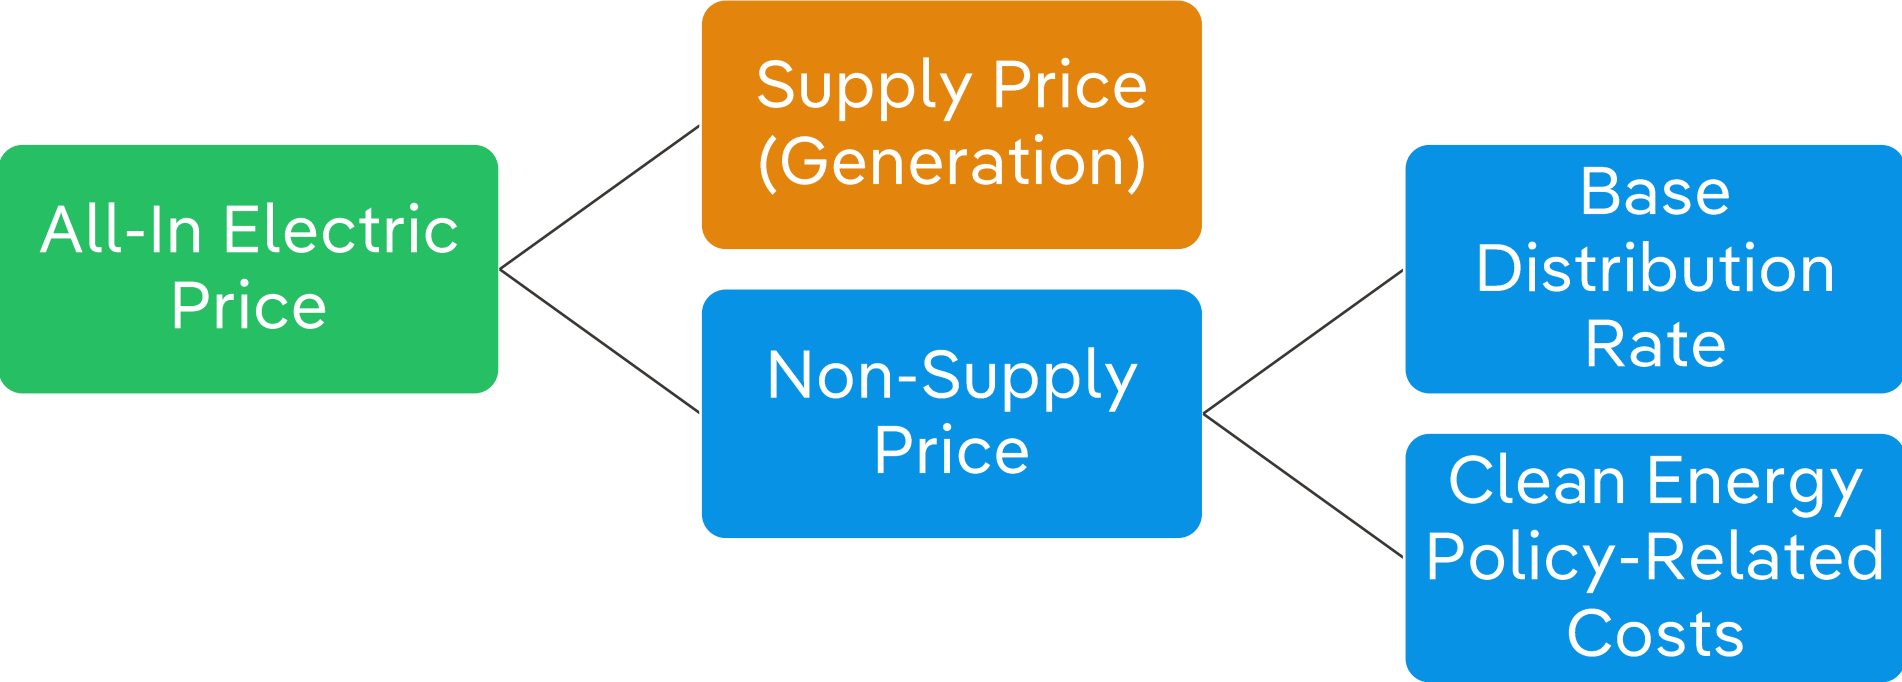 All-In Electric
Price
Supply Price
(Generation)
Non-Supply
Price
Base
Distribution
Rate
Clean Energy
Policy-Related
Costs